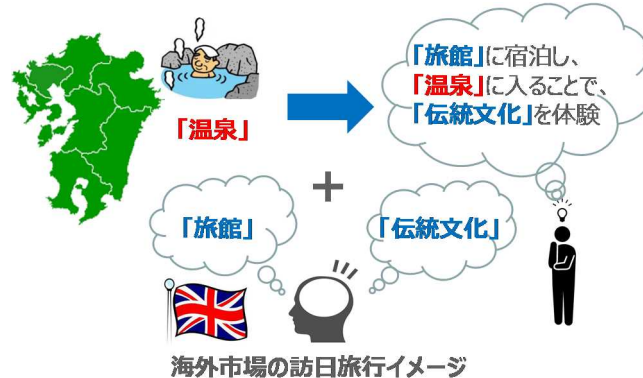 「旅館」に宿泊し、
「温泉」に入ることで、
「伝統文化」を体験
「温泉」
「旅館」
「伝統文化」
海外市場の訪日旅行イメージ